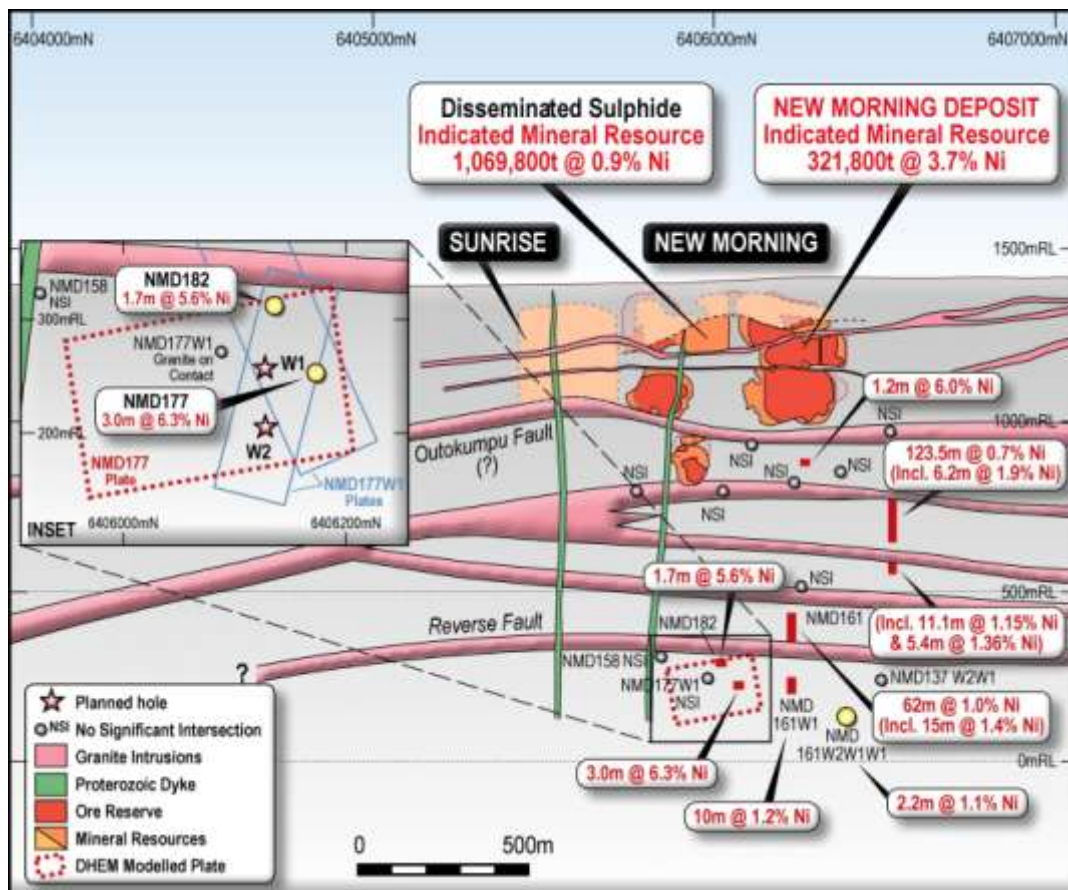 6404000mN
6405000mN
6406000mN
6407000mN
Disseminated Sulphide
Indicated Mineral Resource
1,069,800t @ 0.9% Ni
NEW MORNING DEPOSIT
Indicated Mineral Resource
321,800t @ 3.7% Ni
SUNRISE
NEW MORNING
1500mRL
NMD182
1.7m @ 5.6% Ni
NMD158
NSI
300mRL
NMD177W1
Granite on
Contact
W1
NMD177
3.0m @ 6.3% Ni
200mRL
W2
NMD177
Plate
NMD177W1
Plates
6406000mN
6406200mN
INSET
1.2m @ 6.0% Ni
NSI
1000mRL
Outokumpu Fault
(?)
NSI
NSI
NSI
NSI
NSI
123.5m @ 0.7% Ni
(Incl. 6.2m @ 1.9% Ni)
1.7m @ 5.6% Ni
NSI
500mRL
Reverse Fault
NMD182
NMD161
(Incl. 11.1m @ 1.15% Ni
& 5.4m @ 1.36% Ni)
?
NMD158 NSI
NMD177W1
NSI
NMD137 W2W1
NMD
161W1
62m @ 1.0% Ni
(Incl. 15m @ 1.4% Ni)
NMD
161W2W1W1
0mRL
3.0m @ 6.3% Ni
10m @ 1.2% Ni
2.2m @ 1.1% Ni
Planned hole
NSI No Significant Intersection
Granite Intrusions
Proterozoic Dyke
Ore Reserve
Mineral Resources
DHEM Modelled Plate
0
500m